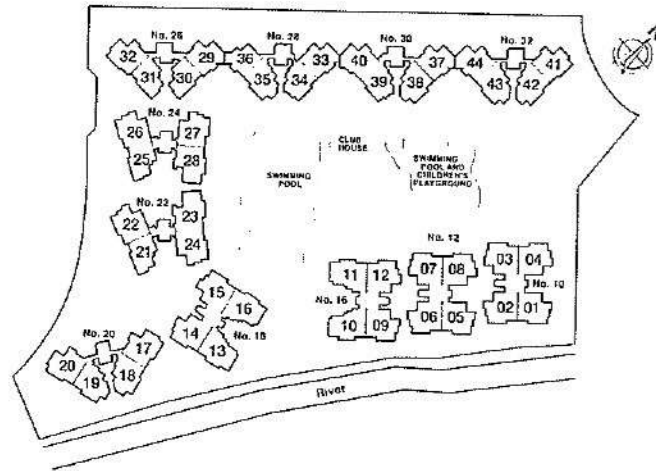 No. 26
No. 28
No. 30
No. 32
32
31
30
29
36
35
34
33
40
39
38
37
44
43
42
41
No. 24
26
25
27
28
CLUB
HOUSE
SWIMMING
POOL
SWIMMING
POOL AND
CHILDREN'S
PLAYGROUND
No. 22
22
21
23
24
No. 12
11
12
10
09
No. 16
07
08
06
05
03
04
02
01
No. 10
15
16
14
13
No. 18
No. 20
20
19
18
17
River